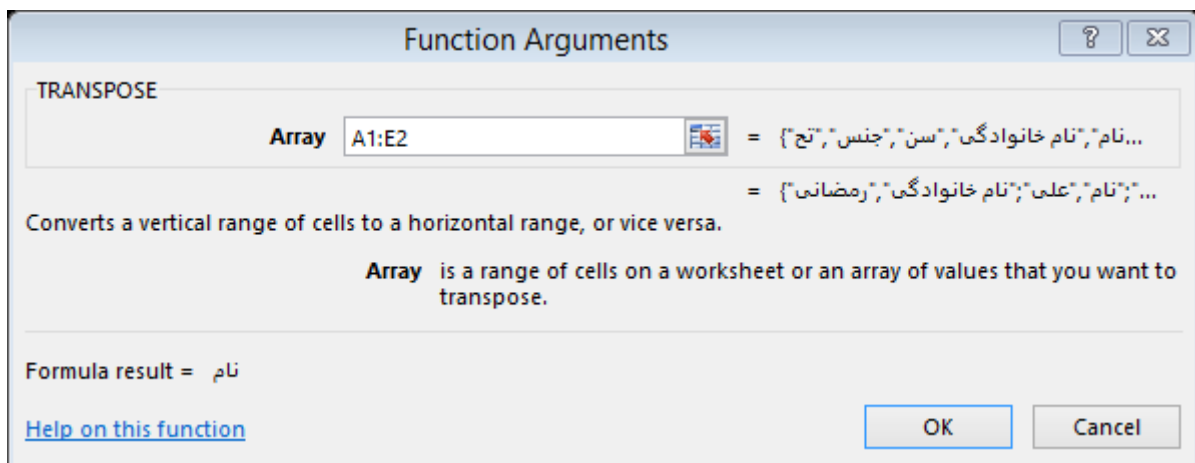 Function Arguments
TRANSPOSE
Array A1:E2 = {"نام","نام خانوادگی","سن","جنس","تح...
= {"نام","علی";"نام خانوادگی","رمضانی";"...
Converts a vertical range of cells to a horizontal range, or vice versa.
Array is a range of cells on a worksheet or an array of values that you want to
transpose.
Formula result = نام
Help on this function
OK Cancel